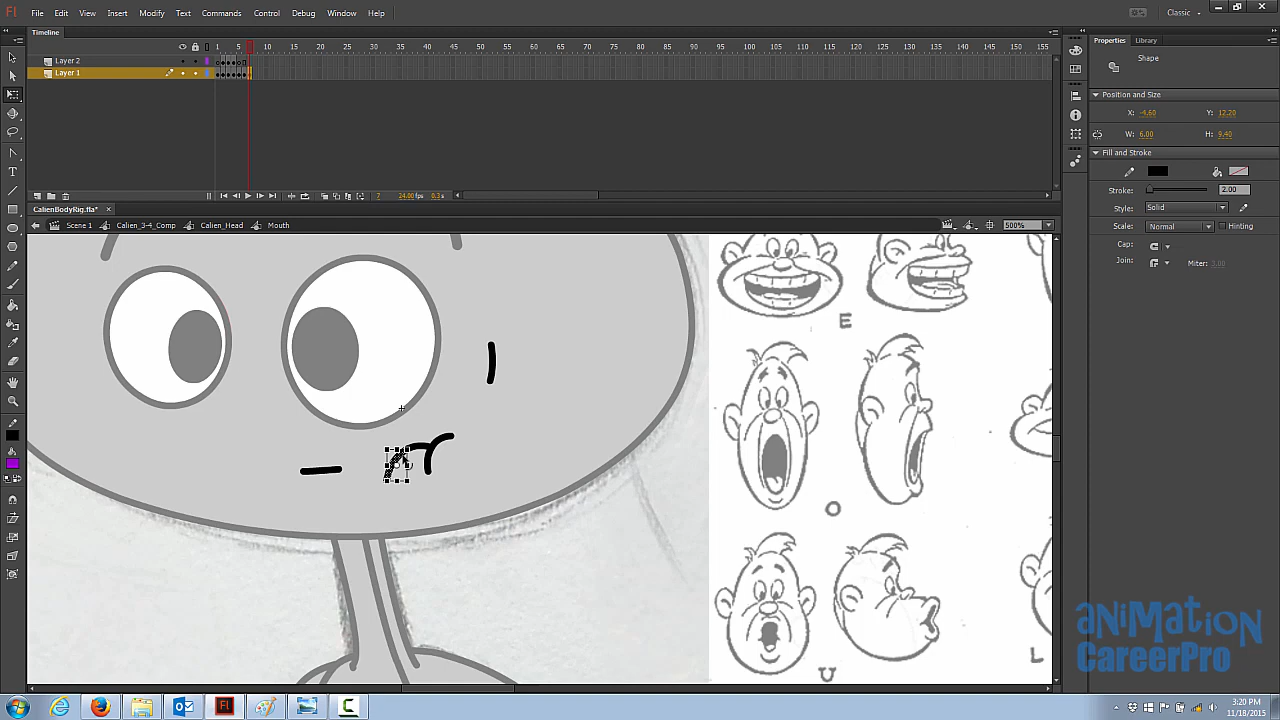 Fl File Edit View Insert Modify Text Commands Control Debug Window Help Classic
Timeline
1 5 10 15 20 25 30 35 40 45 50 55 60 65 70 75 80 85 90 95 100 105 110 115 120 125 130 135 140 145 150 155
Layer 2
Layer 1
7 24.00fps 0.3s
CalienBodyRig.fla*
Scene 1 Calien_3-4_Comp Calien_Head Mouth 500%
Properties Library
Shape
Position and Size
X: -4.60 Y: 12.20
W: 6.00 H: 9.40
Fill and Stroke
Stroke: 2.00
Style: Solid
Scale: Normal Hinting
Cap:
Join: Miter: 3.00
E
O
U
L
aNiMaTiON
CareerPro
3:20 PM
11/18/2015